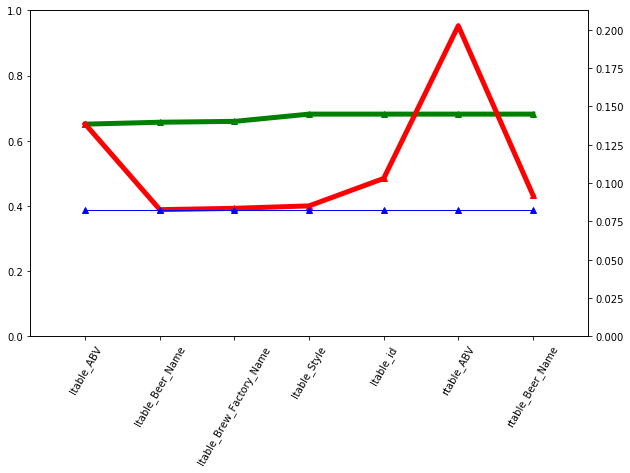 1.0
0.8
0.6
0.4
0.2
0.0
0.200
0.175
0.150
0.125
0.100
0.075
0.050
0.025
0.000
ltable_ABV
ltable_Beer_Name
ltable_Brew_Factory_Name
ltable_Style
ltable_id
rtable_ABV
rtable_Beer_Name